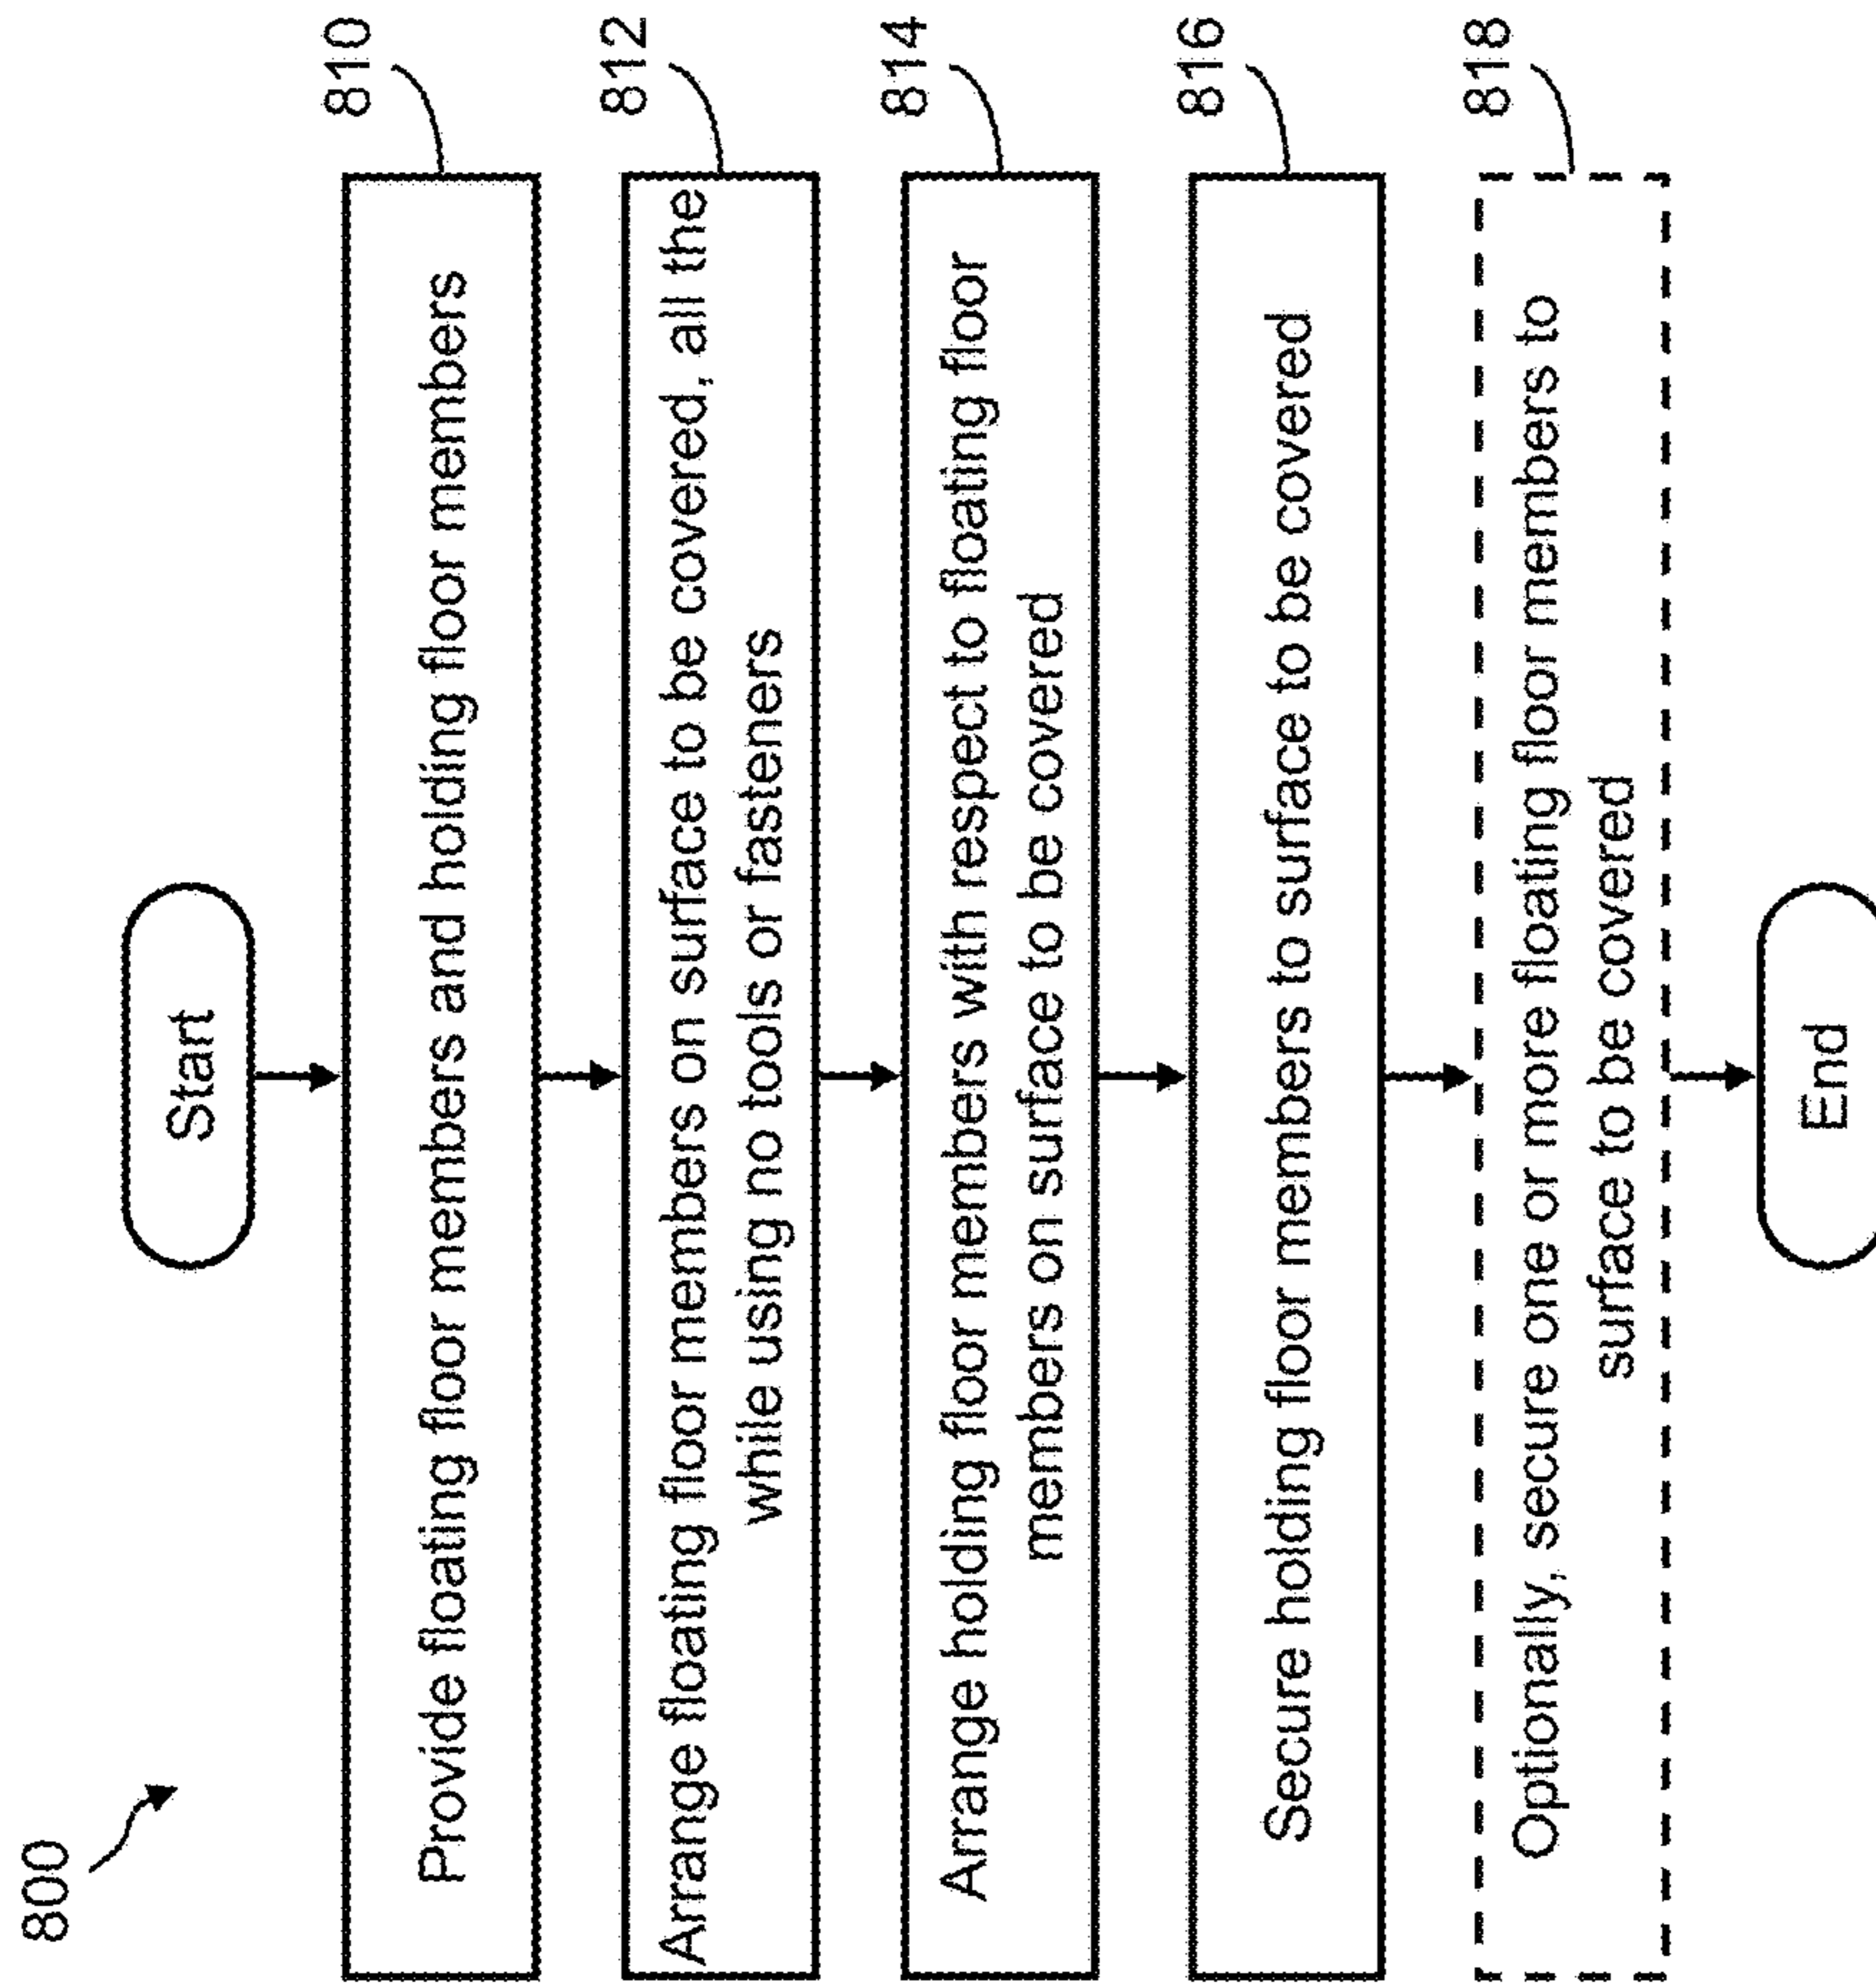 800
Start
Provide floating floor members and holding floor members
810
Arrange floating floor members on surface to be covered, all the
while using no tools or fasteners
812
Arrange holding floor members with respect to floating floor
members on surface to be covered
814
Secure holding floor members to surface to be covered
816
Optionally, secure one or more floating floor members to
surface to be covered
818
End